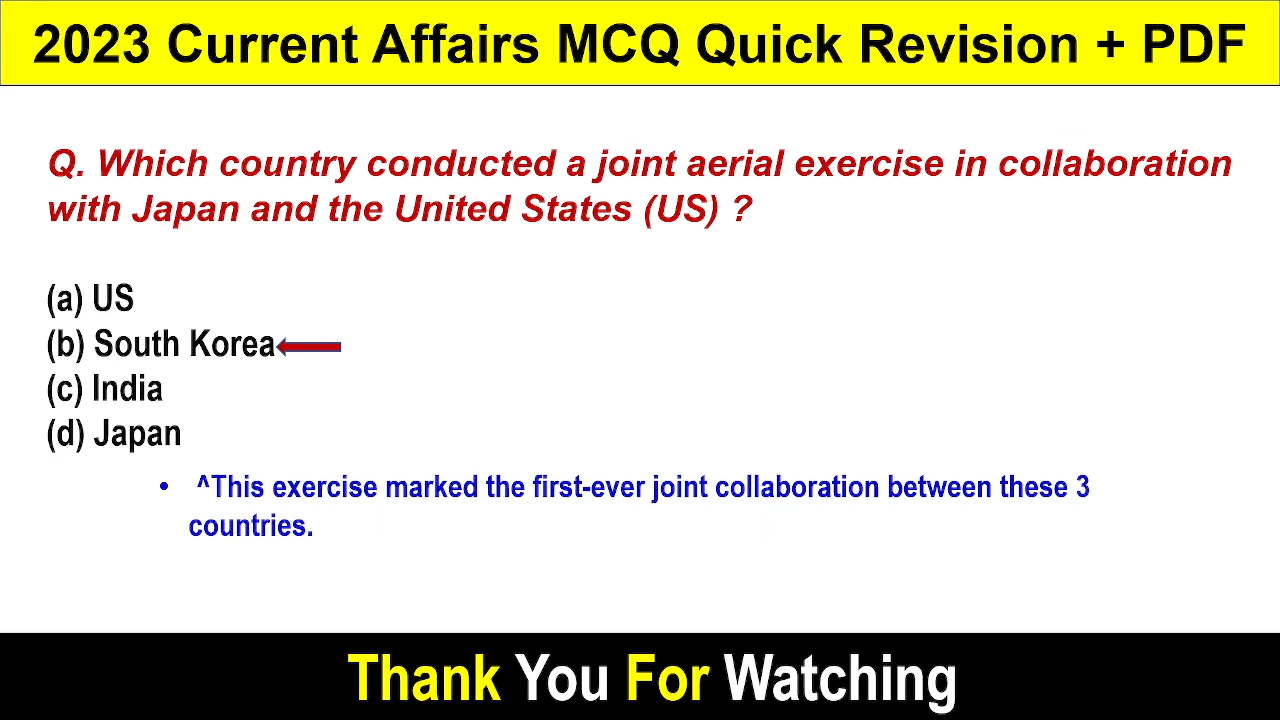 2023 Current Affairs MCQ Quick Revision + PDF
Q. Which country conducted a joint aerial exercise in collaboration
with Japan and the United States (US) ?
(a) US
(b) South Korea
(c) India
(d) Japan
• ^This exercise marked the first-ever joint collaboration between these 3
countries.
Thank You For Watching